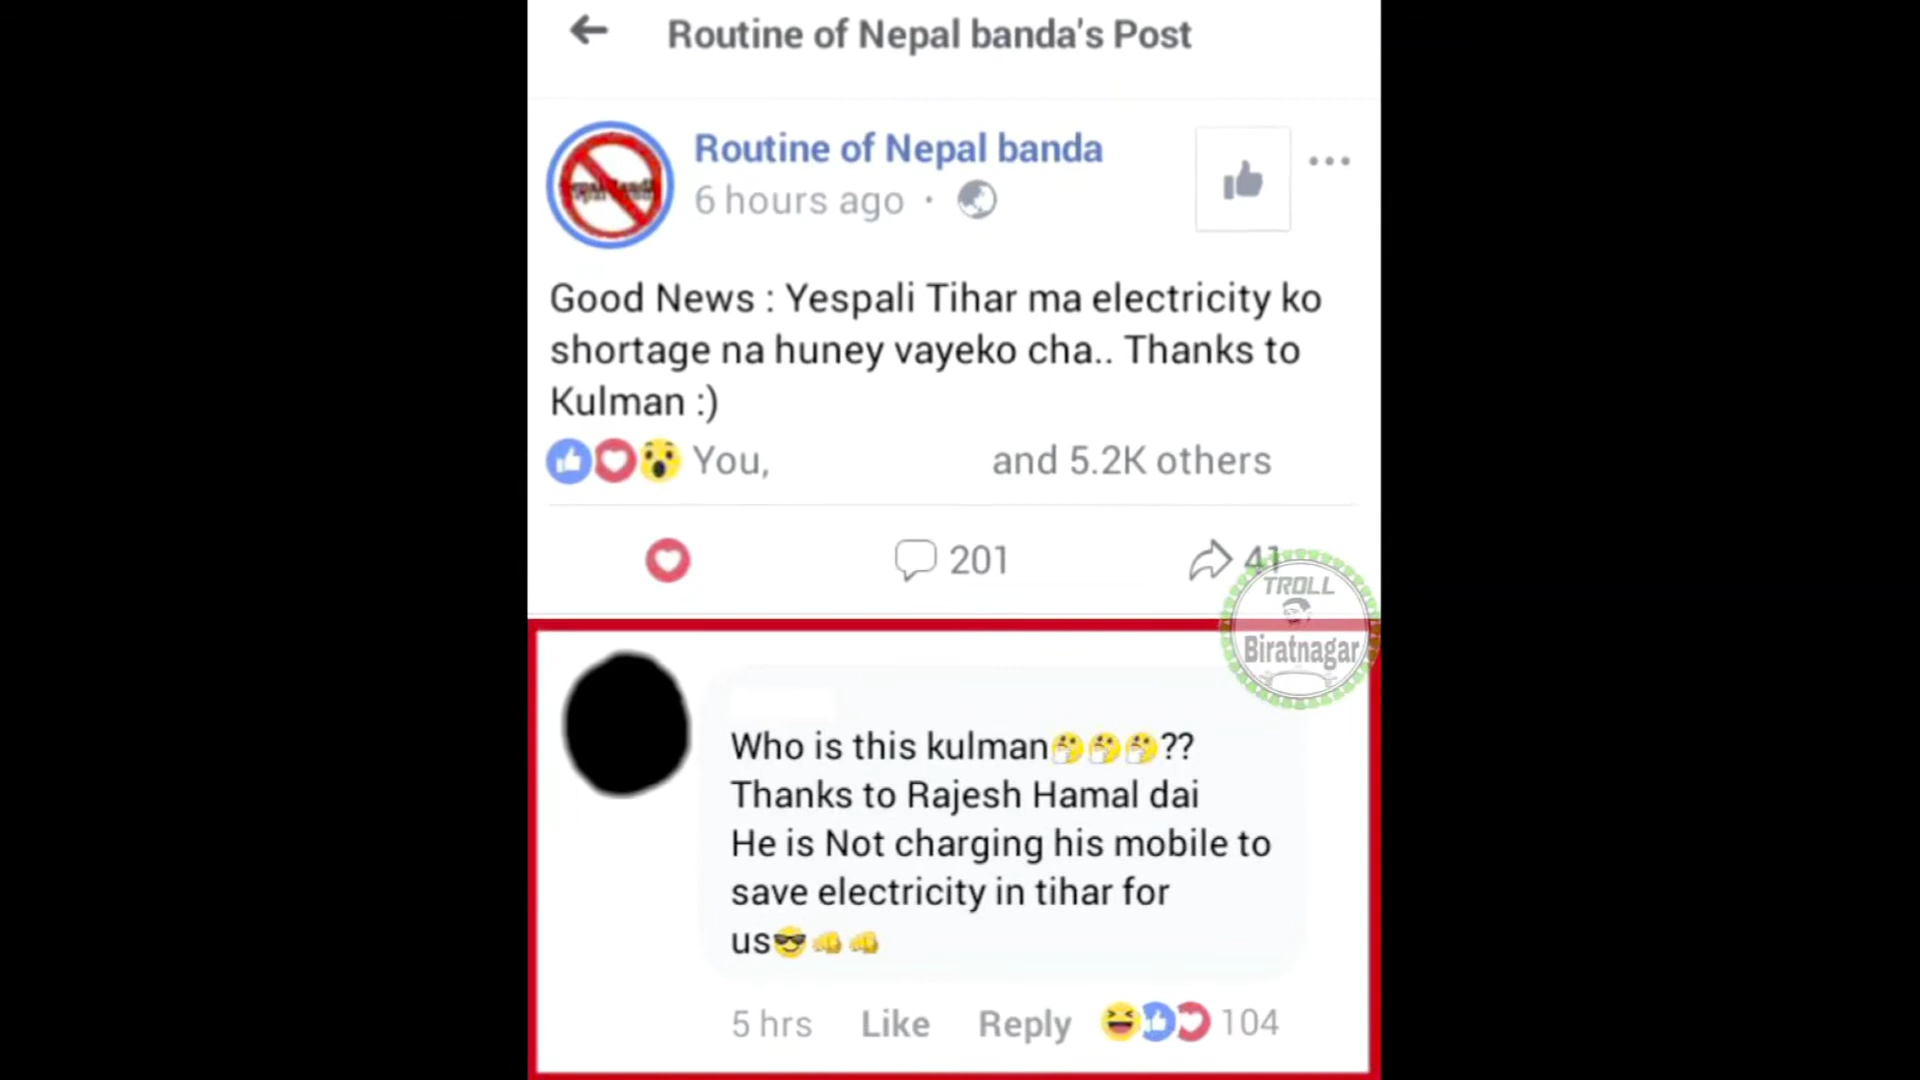 Routine of Nepal banda's Post
Routine of Nepal banda
6 hours ago ·
Good News : Yespali Tihar ma electricity ko
shortage na huney vayeko cha.. Thanks to
Kulman :)
You, and 5.2K others
201
41
TROLL
Biratnagar
Who is this kulman🤔🤔🤔??
Thanks to Rajesh Hamal dai
He is Not charging his mobile to
save electricity in tihar for
us😎👊👊
5 hrs Like Reply 104